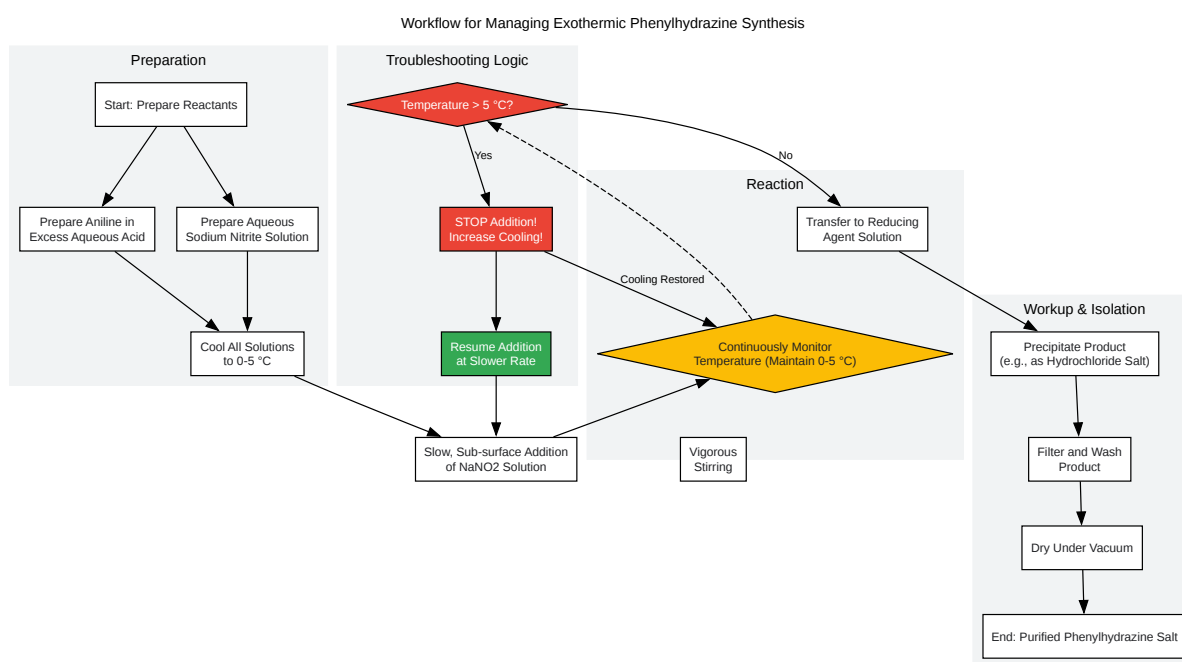 Workflow for Managing Exothermic Phenylhydrazine Synthesis
Preparation
Start: Prepare Reactants
Prepare Aniline in
Excess Aqueous Acid
Prepare Aqueous
Sodium Nitrite Solution
Cool All Solutions
to 0-5 °C
Troubleshooting Logic
Temperature > 5 °C?
Yes
No
STOP Addition!
Increase Cooling!
Cooling Restored
Resume Addition
at Slower Rate
Slow, Sub-surface Addition
of NaNO2 Solution
Reaction
Transfer to Reducing
Agent Solution
Continuously Monitor
Temperature (Maintain 0-5 °C)
Vigorous
Stirring
Workup & Isolation
Precipitate Product
(e.g., as Hydrochloride Salt)
Filter and Wash
Product
Dry Under Vacuum
End: Purified Phenylhydrazine Salt